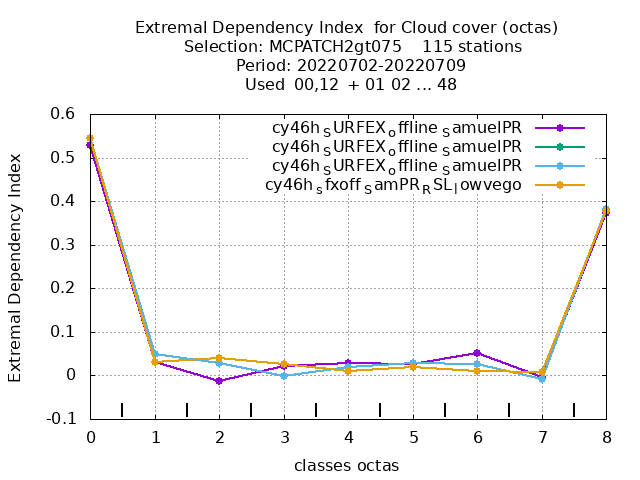 Extremal Dependency Index for Cloud cover (octas)
Selection: MCPATCH2gt075 115 stations
Period: 20220702-20220709
Used 00,12 + 01 02 ... 48
cy46h_SURFEX_offline_SamuelPR
cy46h_SURFEX_offline_SamuelPR
cy46h_SURFEX_offline_SamuelPR
cy46h_sfxoff_SamPR_RSL_lowvego
Extremal Dependency Index
0.6
0.5
0.4
0.3
0.2
0.1
0
-0.1
0 1 2 3 4 5 6 7 8
classes octas